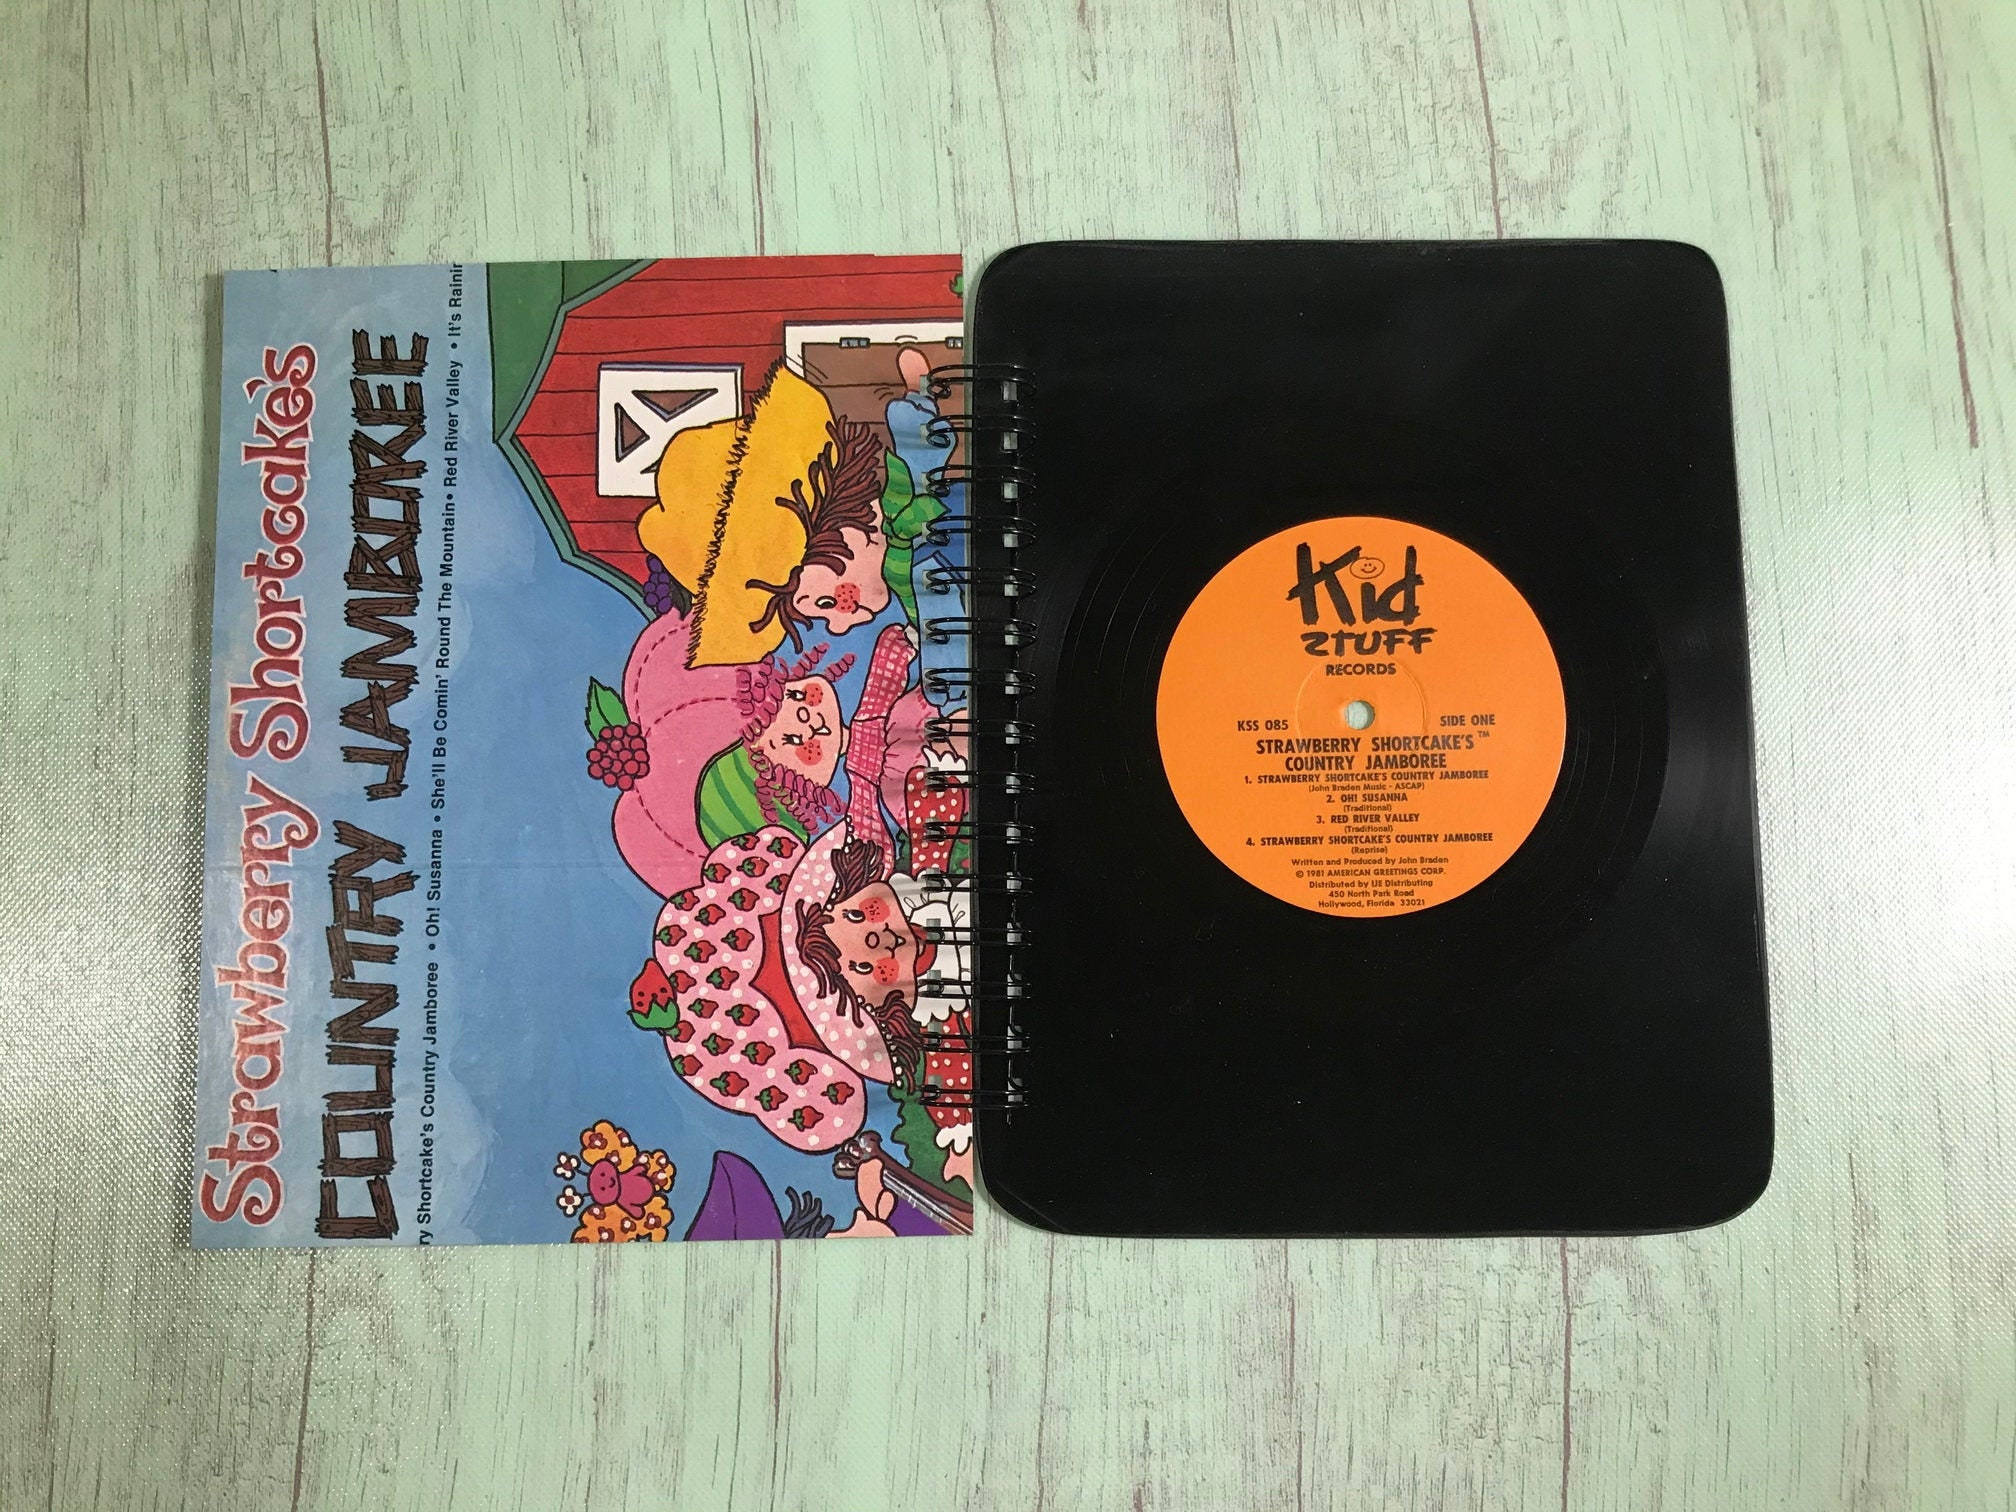 Strawberry Shortcake's
COUNTRY JAMBOREE
Shortcake's Country Jamboree • Oh! Susanna • She'll Be Comin' Round The Mountain • Red River Valley • It's
Kid
STUFF
RECORDS
KSS 085
SIDE ONE
STRAWBERRY SHORTCAKE'S™
COUNTRY JAMBOREE
1. STRAWBERRY SHORTCAKE'S COUNTRY JAMBOREE
(John Braden Music - ASCAP)
2. OH! SUSANNA
(Traditional)
3. RED RIVER VALLEY
(Traditional)
4. STRAWBERRY SHORTCAKE'S COUNTRY JAMBOREE
(Reprise)
Written and Produced by John Braden
© 1981 AMERICAN GREETINGS CORP.
Distributed by IJE Distributing
450 North Park Road
Hollywood, Florida 33021